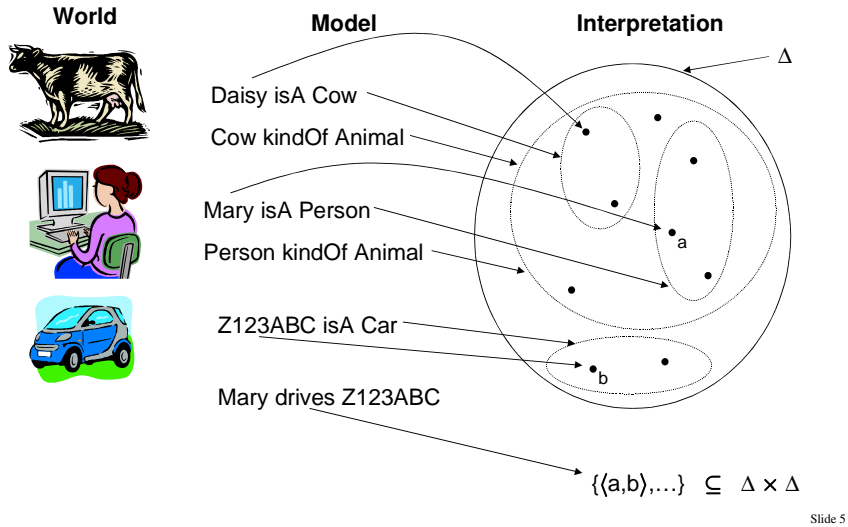 World
Model
Interpretation
Δ
Daisy isA Cow
Cow kindOf Animal
Mary isA Person
a
Person kindOf Animal
Z123ABC isA Car
b
Mary drives Z123ABC
{⟨a,b⟩,…} ⊆ Δ × Δ
Slide 5